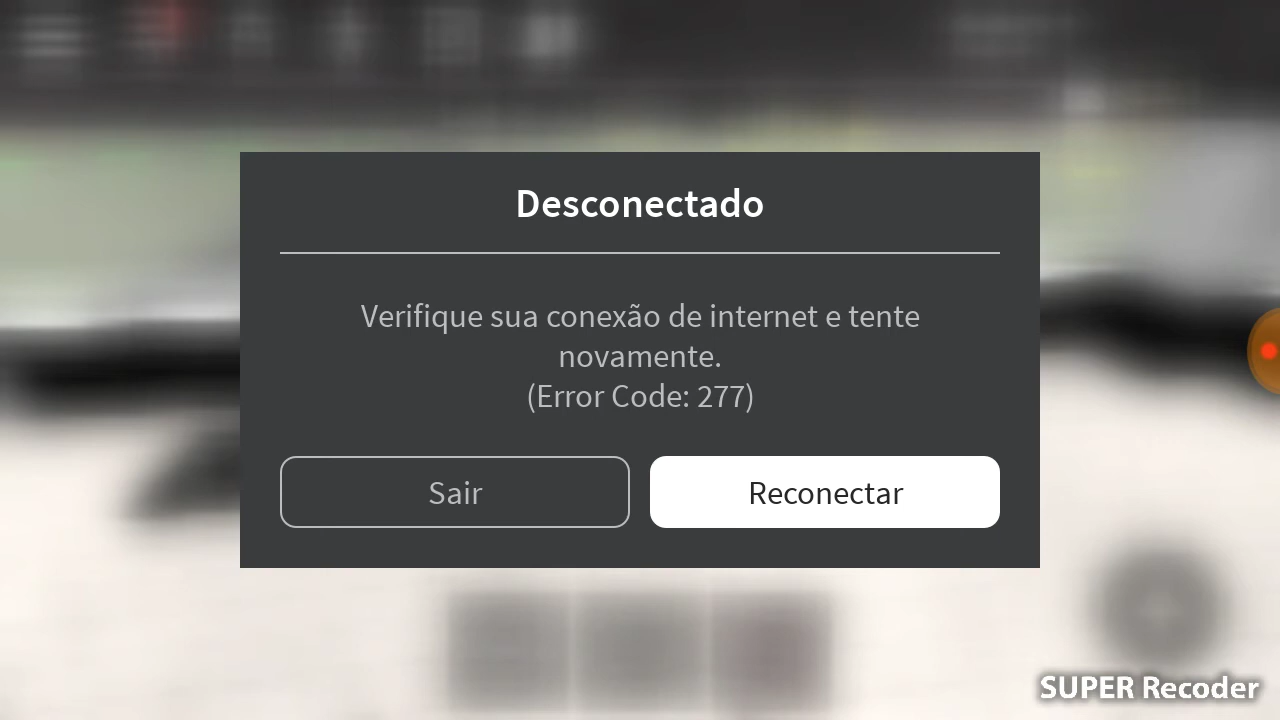 Desconectado
Verifique sua conexão de internet e tente
novamente.
(Error Code: 277)
Sair
Reconectar
SUPER Recoder